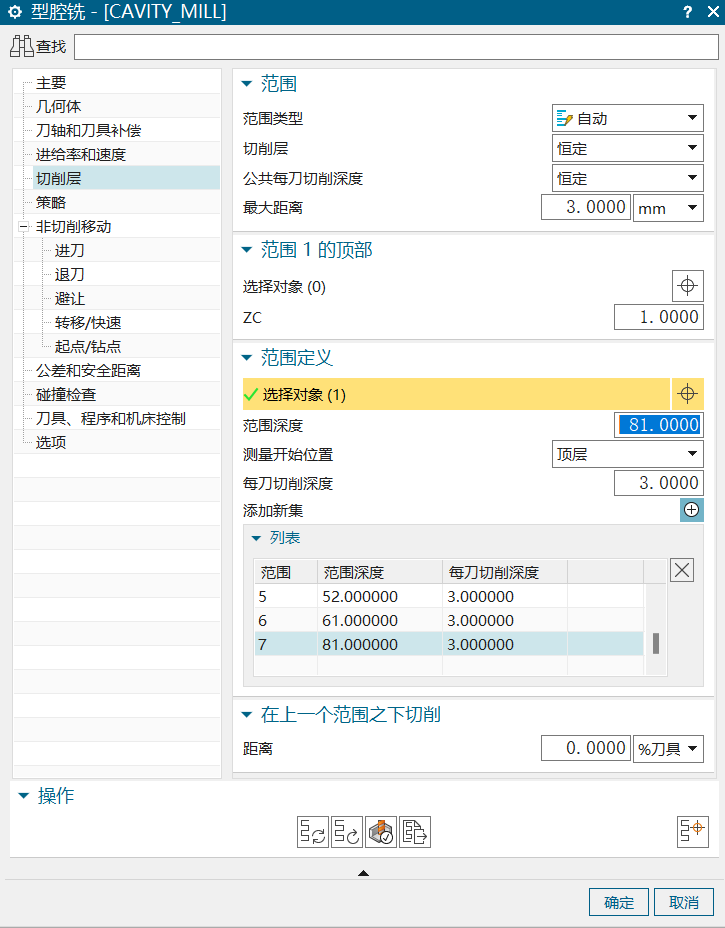 型腔铣 - [CAVITY_MILL]
?
查找
主要
几何体
刀轴和刀具补偿
进给率和速度
切削层
策略
非切削移动
进刀
退刀
避让
转移/快速
起点/钻点
公差和安全距离
碰撞检查
刀具、程序和机床控制
选项
范围
范围类型 自动
切削层 恒定
公共每刀切削深度 恒定
最大距离 3.0000 mm
范围 1 的顶部
选择对象 (0)
ZC 1.0000
范围定义
选择对象 (1)
范围深度 81.0000
测量开始位置 顶层
每刀切削深度 3.0000
添加新集
列表
范围 范围深度 每刀切削深度
5 52.000000 3.000000
6 61.000000 3.000000
7 81.000000 3.000000
在上一个范围之下切削
距离 0.0000 %刀具
操作
确定 取消